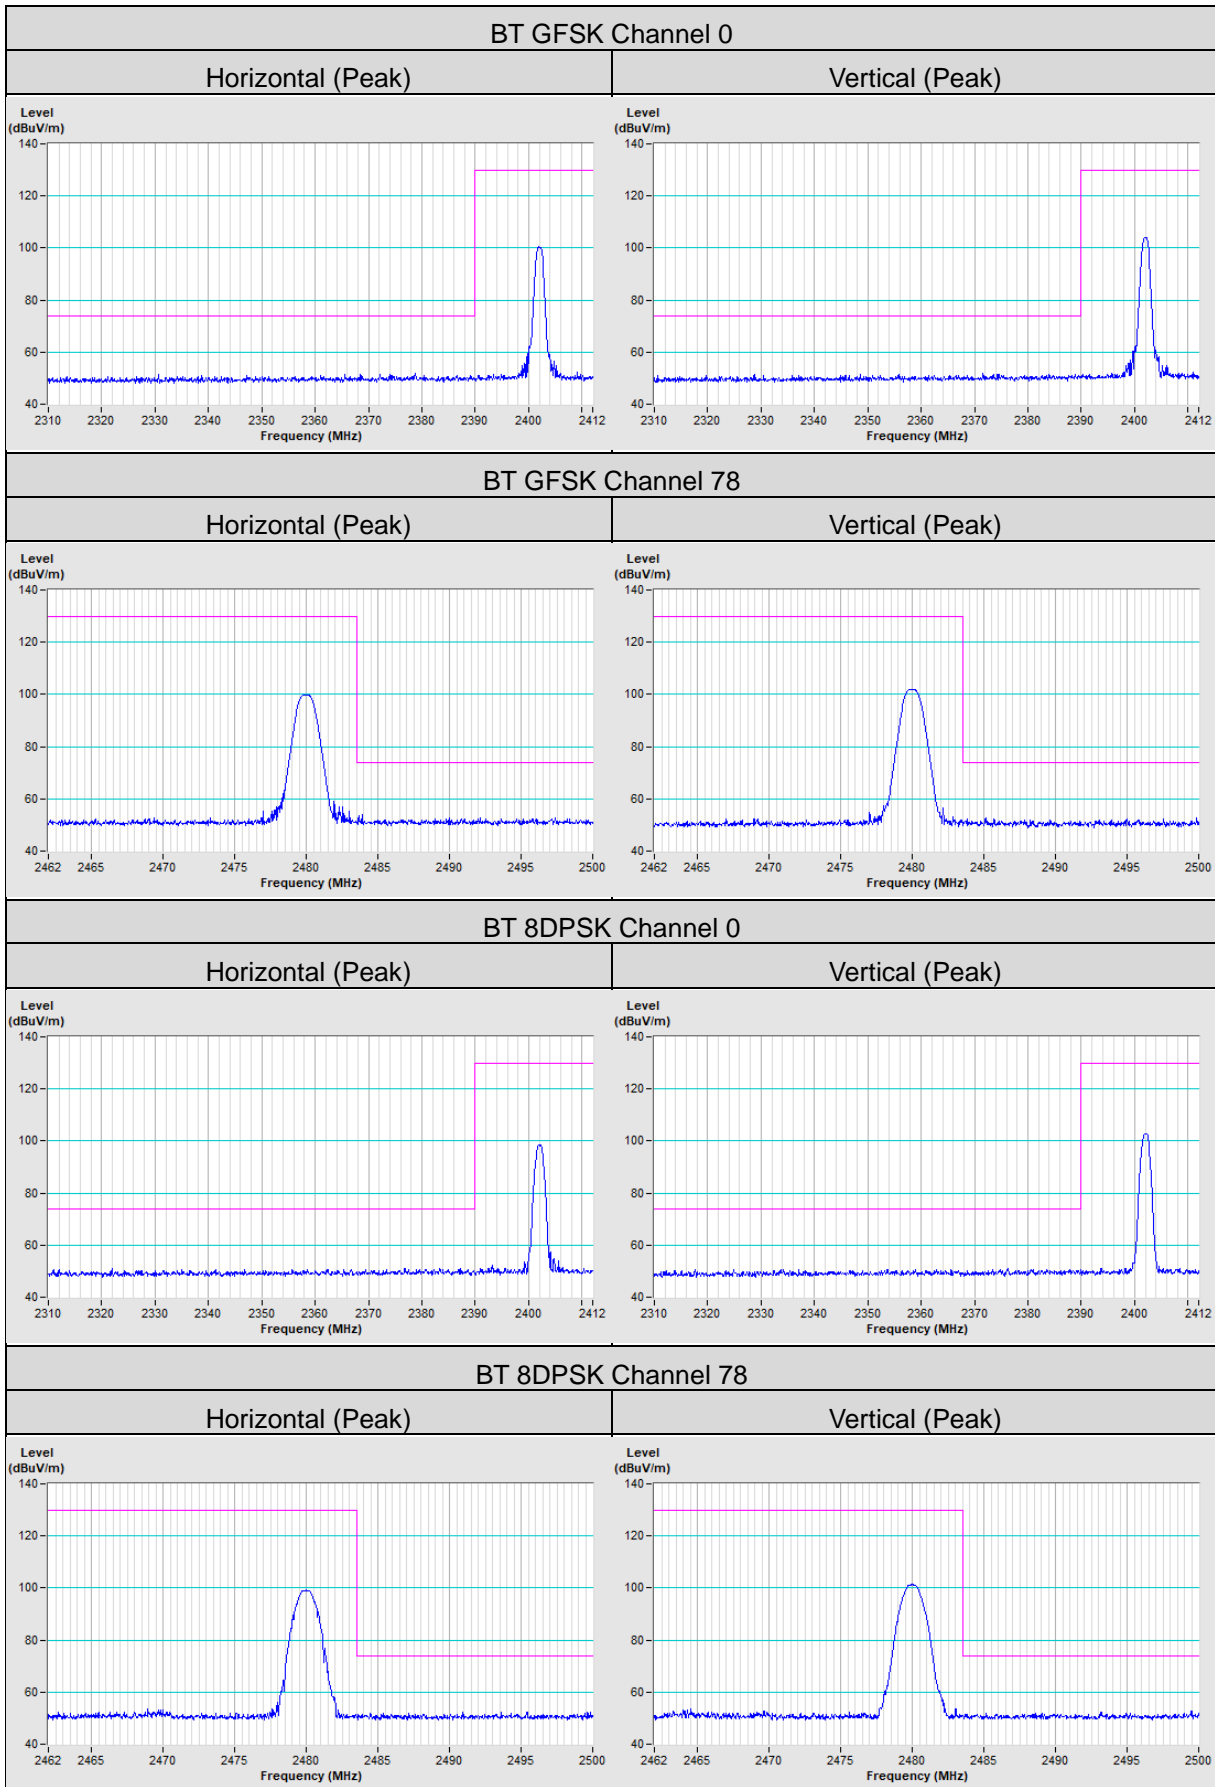 BT GFSK Channel 0
Horizontal (Peak) Vertical (Peak)
Level Level
(dBuV/m) (dBuV/m)
140 140
120 120
100 100
80 80
60 60
40 40
2310 2320 2330 2340 2350 2360 2370 2380 2390 2400 2412 2310 2320 2330 2340 2350 2360 2370 2380 2390 2400 2412
Frequency (MHz) Frequency (MHz)
BT GFSK Channel 78
Horizontal (Peak) Vertical (Peak)
Level Level
(dBuV/m) (dBuV/m)
140 140
120 120
100 100
80 80
60 60
40 40
2462 2465 2470 2475 2480 2485 2490 2495 2500 2462 2465 2470 2475 2480 2485 2490 2495 2500
Frequency (MHz) Frequency (MHz)
BT 8DPSK Channel 0
Horizontal (Peak) Vertical (Peak)
Level Level
(dBuV/m) (dBuV/m)
140 140
120 120
100 100
80 80
60 60
40 40
2310 2320 2330 2340 2350 2360 2370 2380 2390 2400 2412 2310 2320 2330 2340 2350 2360 2370 2380 2390 2400 2412
Frequency (MHz) Frequency (MHz)
BT 8DPSK Channel 78
Horizontal (Peak) Vertical (Peak)
Level Level
(dBuV/m) (dBuV/m)
140 140
120 120
100 100
80 80
60 60
40 40
2462 2465 2470 2475 2480 2485 2490 2495 2500 2462 2465 2470 2475 2480 2485 2490 2495 2500
Frequency (MHz) Frequency (MHz)